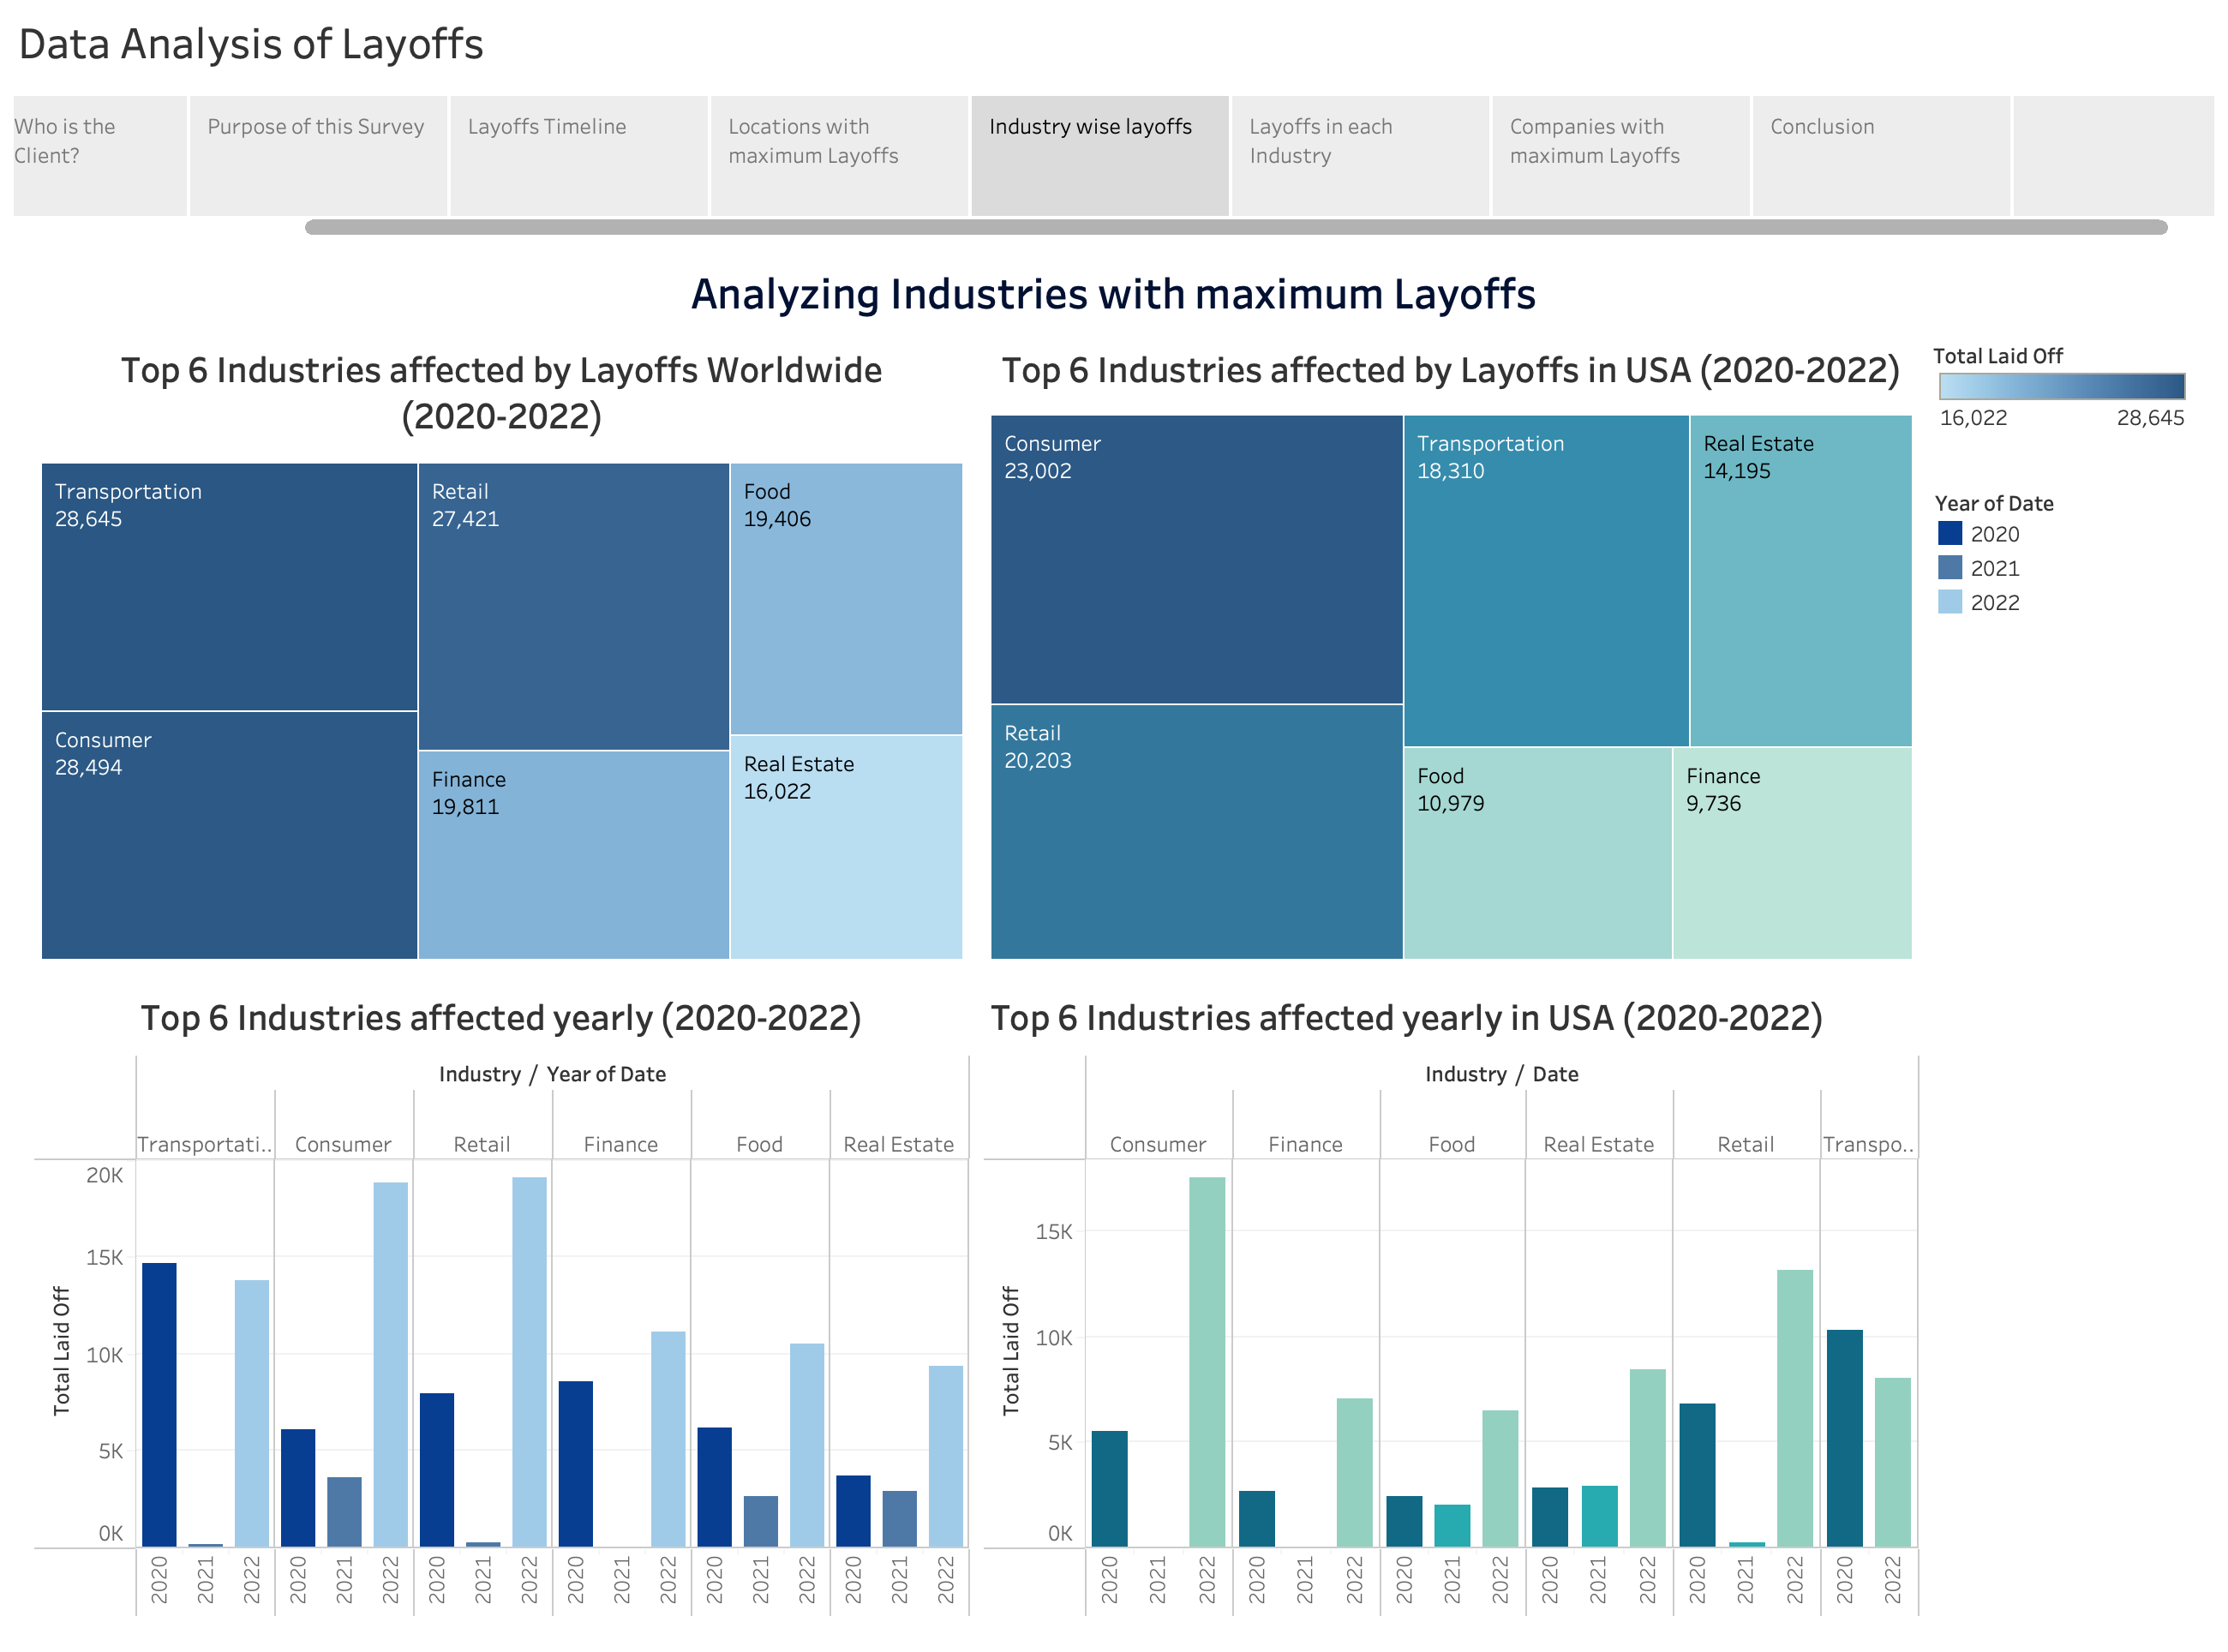 Data Analysis of Layoffs
Who is the
Client?
Purpose of this Survey
Layoffs Timeline
Locations with
maximum Layoffs
Industry wise layoffs
Layoffs in each
Industry
Companies with
maximum Layoffs
Conclusion
Analyzing Industries with maximum Layoffs
Top 6 Industries affected by Layoffs Worldwide
(2020-2022)
Transportation
28,645
Consumer
28,494
Retail
27,421
Finance
19,811
Food
19,406
Real Estate
16,022
Top 6 Industries affected by Layoffs in USA (2020-2022)
Consumer
23,002
Retail
20,203
Transportation
18,310
Real Estate
14,195
Food
10,979
Finance
9,736
Total Laid Off
16,022 28,645
Year of Date
2020
2021
2022
Top 6 Industries affected yearly (2020-2022)
Industry / Year of Date
Transportati.. Consumer Retail Finance Food Real Estate
Total Laid Off
20K
15K
10K
5K
0K
2020 2021 2022 2020 2021 2022 2020 2021 2022 2020 2021 2022 2020 2021 2022 2020 2021 2022
Top 6 Industries affected yearly in USA (2020-2022)
Industry / Date
Consumer Finance Food Real Estate Retail Transpo..
Total Laid Off
15K
10K
5K
0K
2020 2021 2022 2020 2021 2022 2020 2021 2022 2020 2021 2022 2020 2021 2022 2020 2022